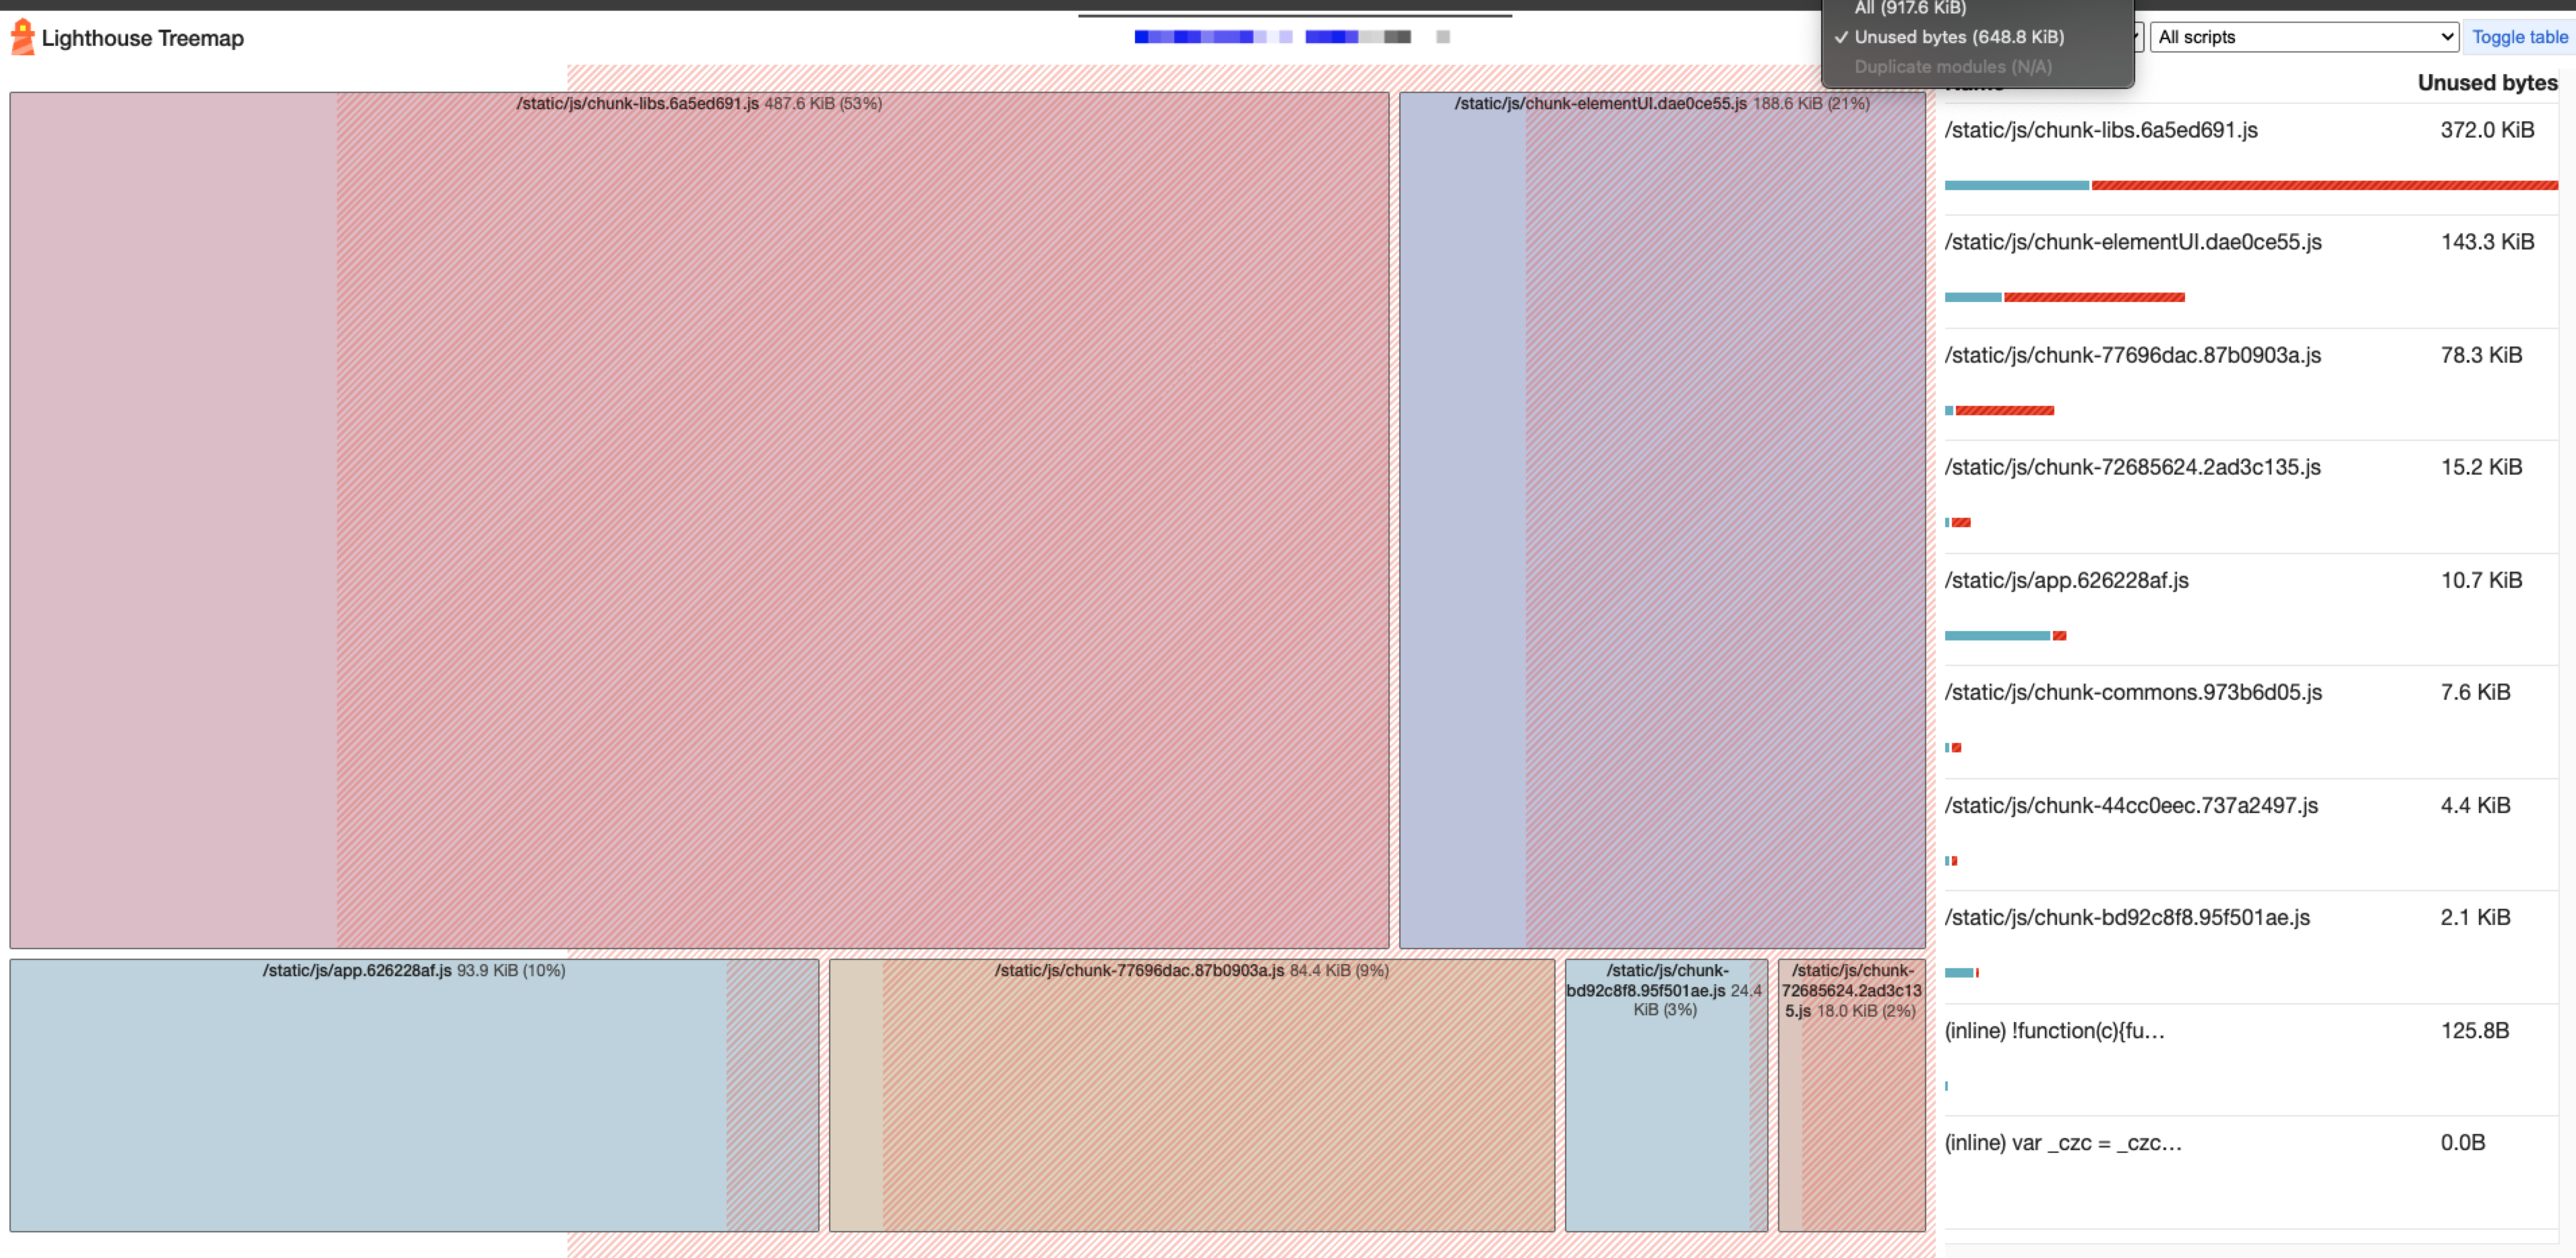 All (917.6 KiB)
Lighthouse Treemap
✓ Unused bytes (648.8 KiB)
All scripts
Toggle table
Duplicate modules (N/A)
Unused bytes
/static/js/chunk-libs.6a5ed691.js 487.6 KiB (53%)
/static/js/chunk-elementUI.dae0ce55.js 188.6 KiB (21%)
/static/js/app.626228af.js 93.9 KiB (10%)
/static/js/chunk-77696dac.87b0903a.js 84.4 KiB (9%)
/static/js/chunk-
bd92c8f8.95f501ae.js 24.4
KiB (3%)
/static/js/chunk-
72685624.2ad3c13
5.js 18.0 KiB (2%)
/static/js/chunk-libs.6a5ed691.js 372.0 KiB
/static/js/chunk-elementUI.dae0ce55.js 143.3 KiB
/static/js/chunk-77696dac.87b0903a.js 78.3 KiB
/static/js/chunk-72685624.2ad3c135.js 15.2 KiB
/static/js/app.626228af.js 10.7 KiB
/static/js/chunk-commons.973b6d05.js 7.6 KiB
/static/js/chunk-44cc0eec.737a2497.js 4.4 KiB
/static/js/chunk-bd92c8f8.95f501ae.js 2.1 KiB
(inline) !function(c){fu... 125.8B
(inline) var _czc = _czc... 0.0B